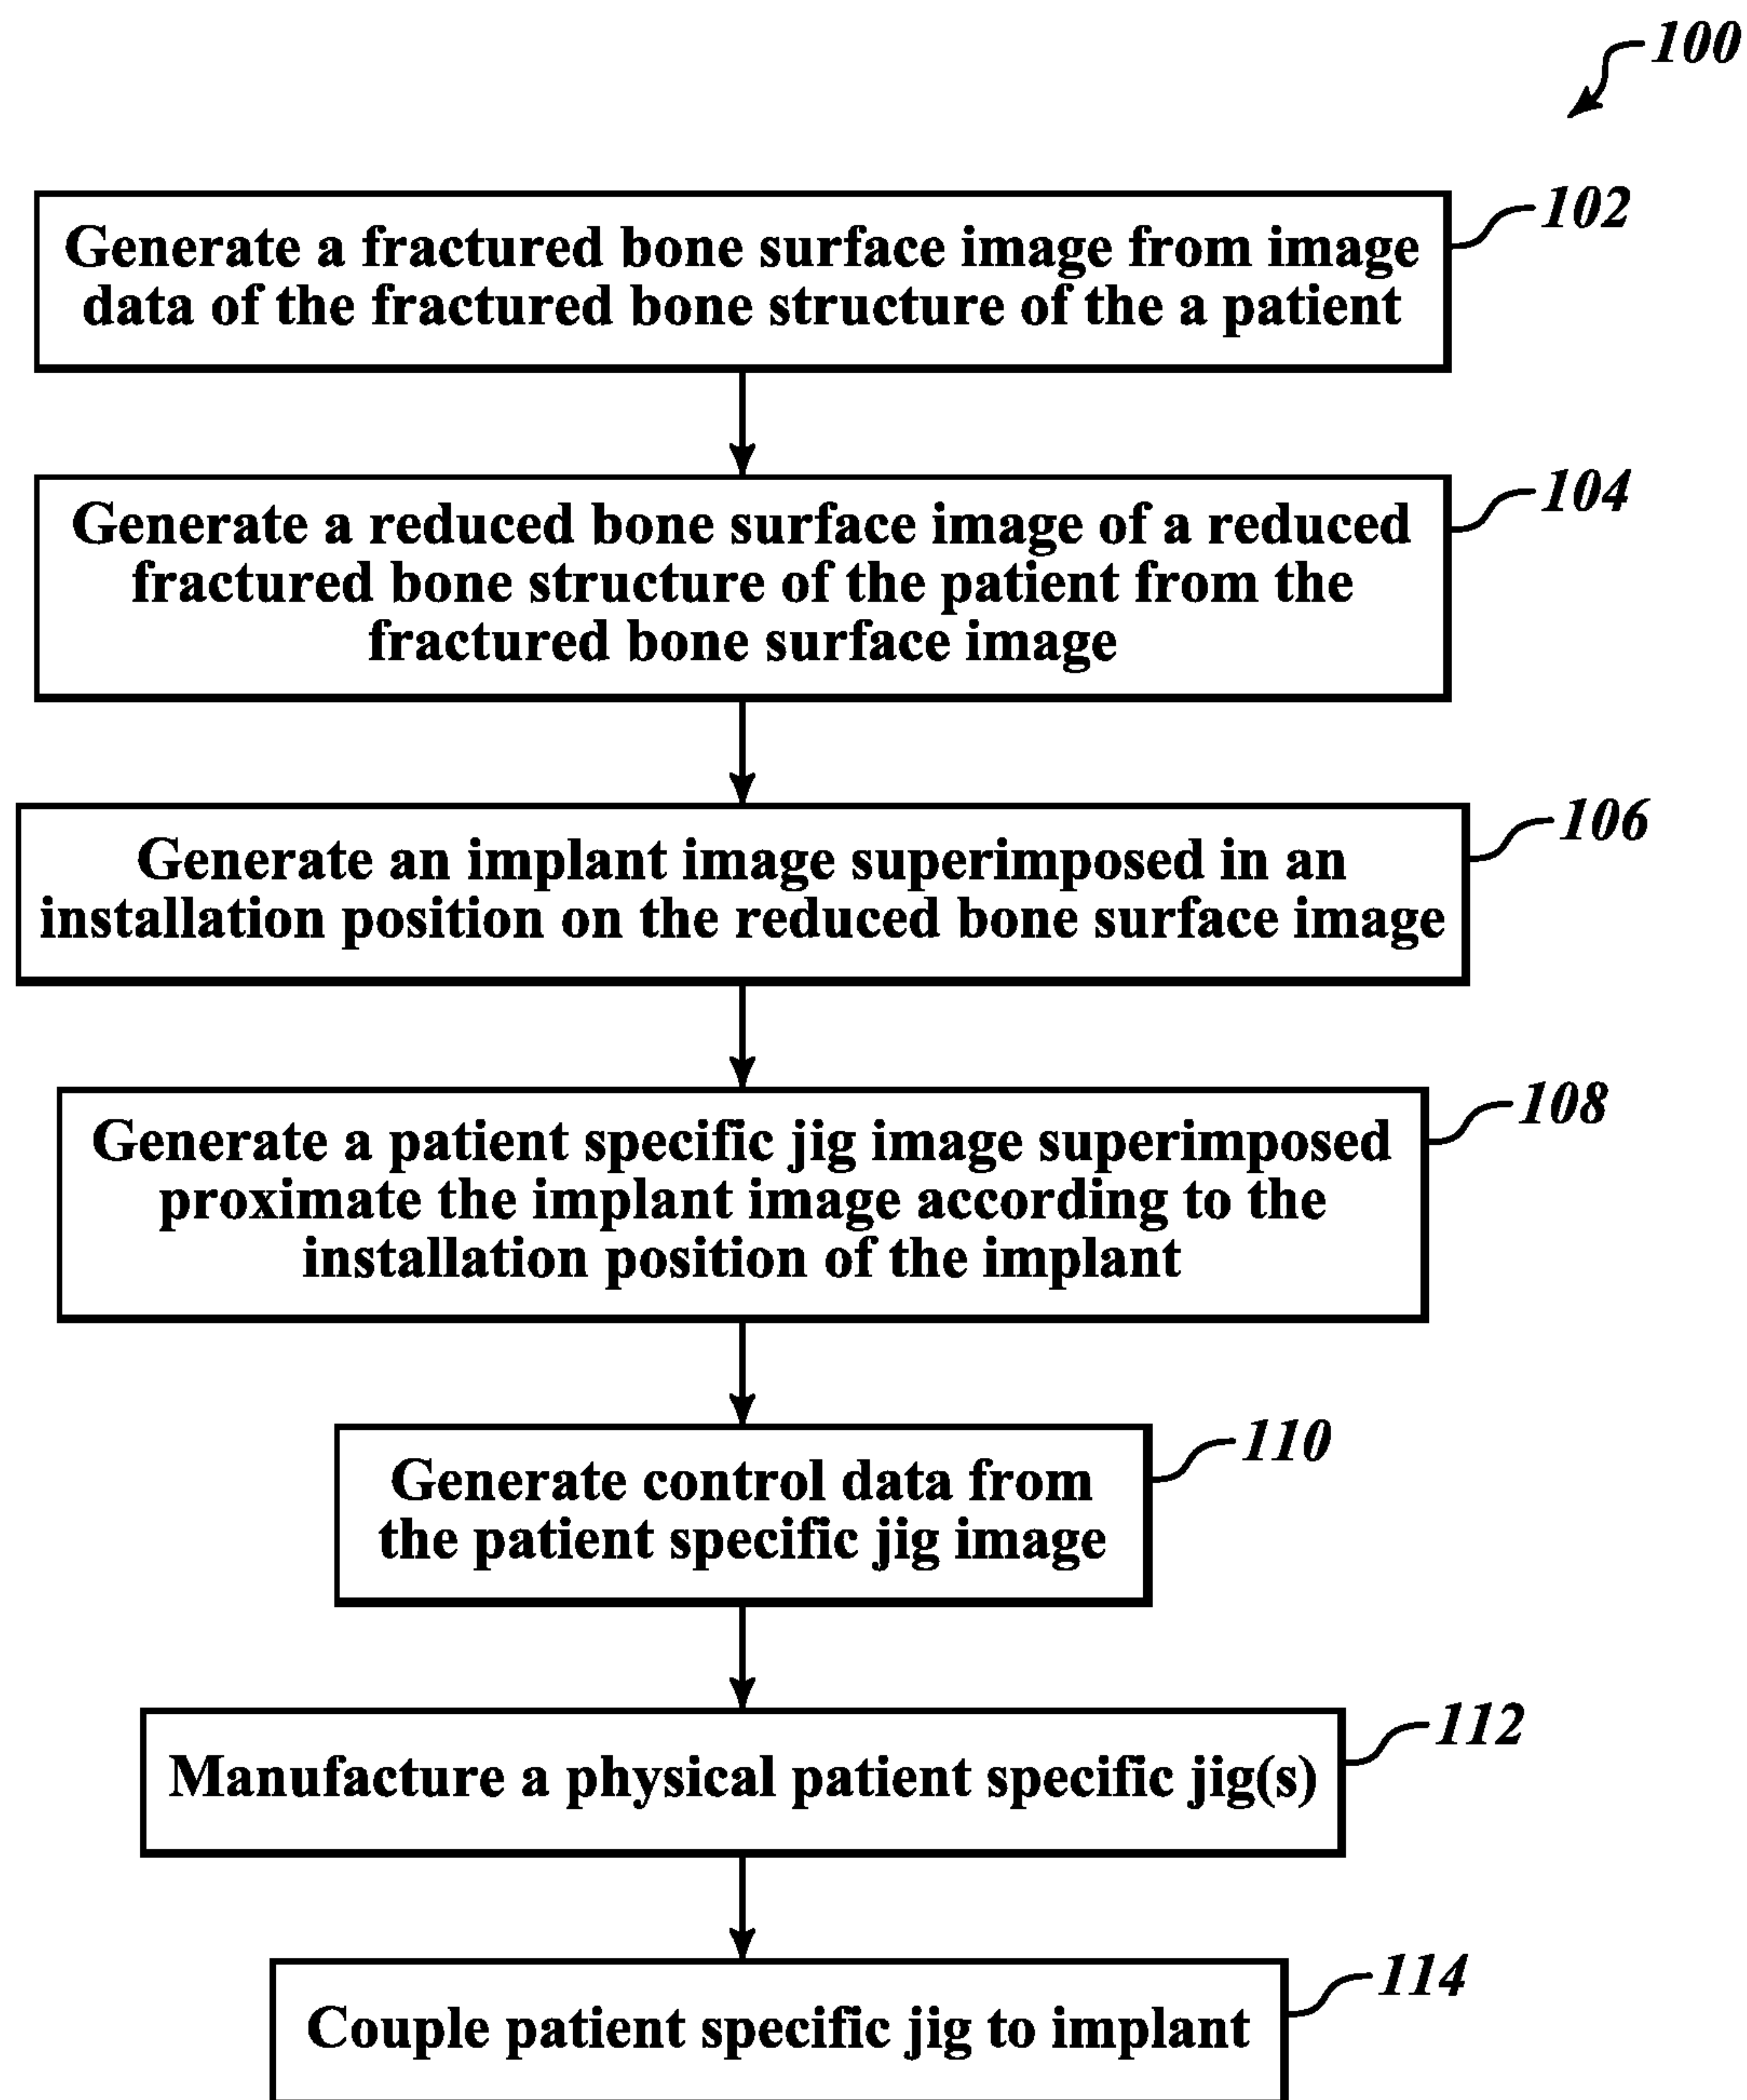 100
102
Generate a fractured bone surface image from image
data of the fractured bone structure of the a patient
104
Generate a reduced bone surface image of a reduced
fractured bone structure of the patient from the
fractured bone surface image
106
Generate an implant image superimposed in an
installation position on the reduced bone surface image
108
Generate a patient specific jig image superimposed
proximate the implant image according to the
installation position of the implant
110
Generate control data from
the patient specific jig image
112
Manufacture a physical patient specific jig(s)
114
Couple patient specific jig to implant